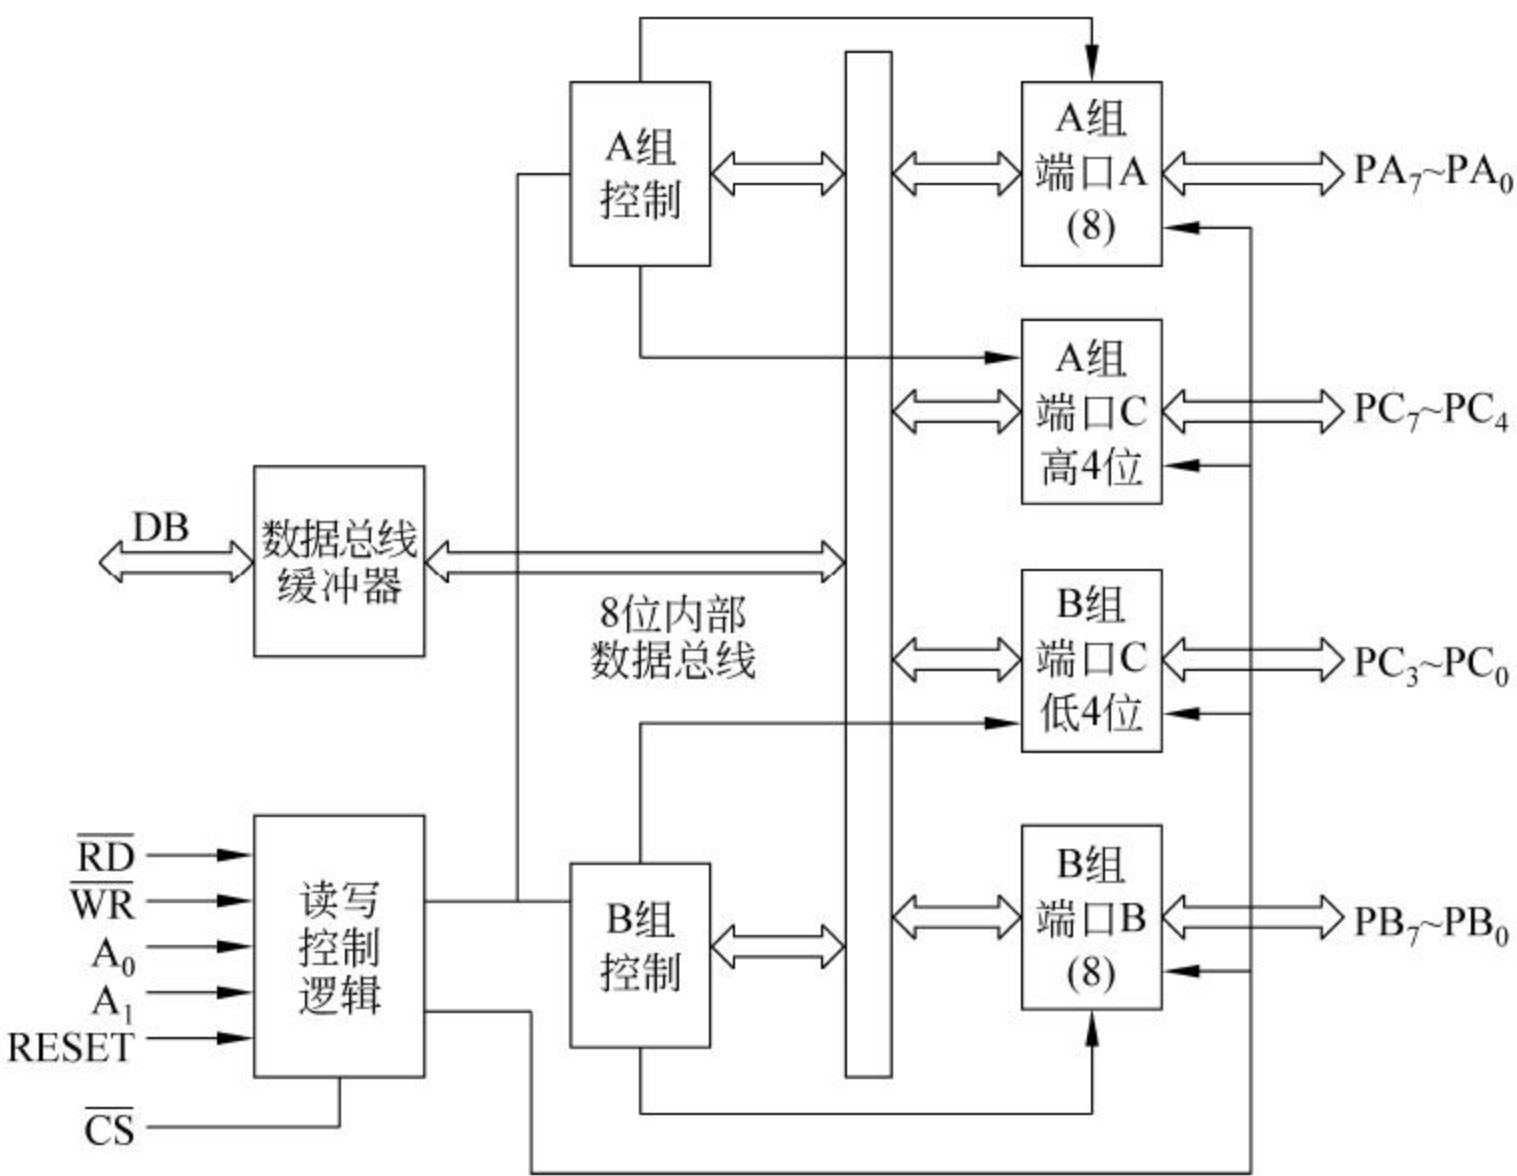 A组
控制
A组
端口A
(8)
PA₇~PA₀
A组
端口C
高4位
PC₇~PC₄
DB
数据总线
缓冲器
8位内部
数据总线
B组
端口C
低4位
PC₃~PC₀
R̅D̅
W̅R̅
A₀
A₁
RESET
C̅S̅
读写
控制
逻辑
B组
控制
B组
端口B
(8)
PB₇~PB₀